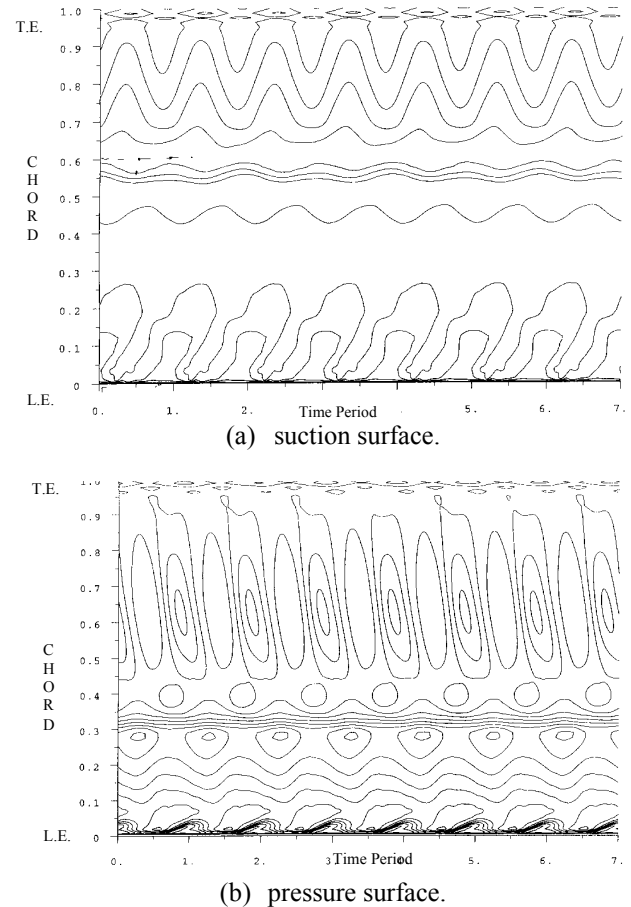 1.0
T.E.
0.9
0.8
0.7
C
H
O
R
D
0.6
0.5
0.4
0.3
0.2
0.1
0
L.E.
0. 1. 2. Time Period 4. 5. 6. 7.
(a) suction surface.
T.E. 1.0
0.9
0.8
0.7
0.6
C
H
O
R
D
0.5
0.4
0.3
0.2
0.1
L.E. 0
0. 1. 2. 3 Time Period 5. 6. 7.
(b) pressure surface.